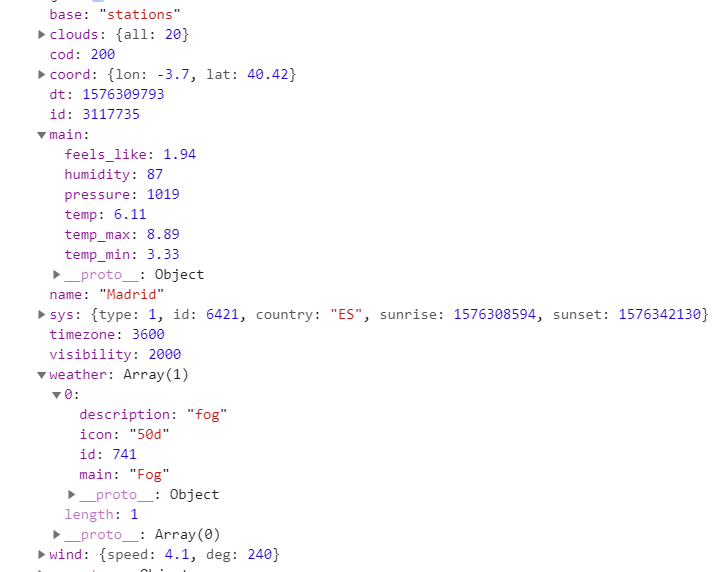 base: "stations"
clouds: {all: 20}
cod: 200
coord: {lon: -3.7, lat: 40.42}
dt: 1576309793
id: 3117735
main:
feels_like: 1.94
humidity: 87
pressure: 1019
temp: 6.11
temp_max: 8.89
temp_min: 3.33
__proto__: Object
name: "Madrid"
sys: {type: 1, id: 6421, country: "ES", sunrise: 1576308594, sunset: 1576342130}
timezone: 3600
visibility: 2000
weather: Array(1)
0:
description: "fog"
icon: "50d"
id: 741
main: "Fog"
__proto__: Object
length: 1
__proto__: Array(0)
wind: {speed: 4.1, deg: 240}